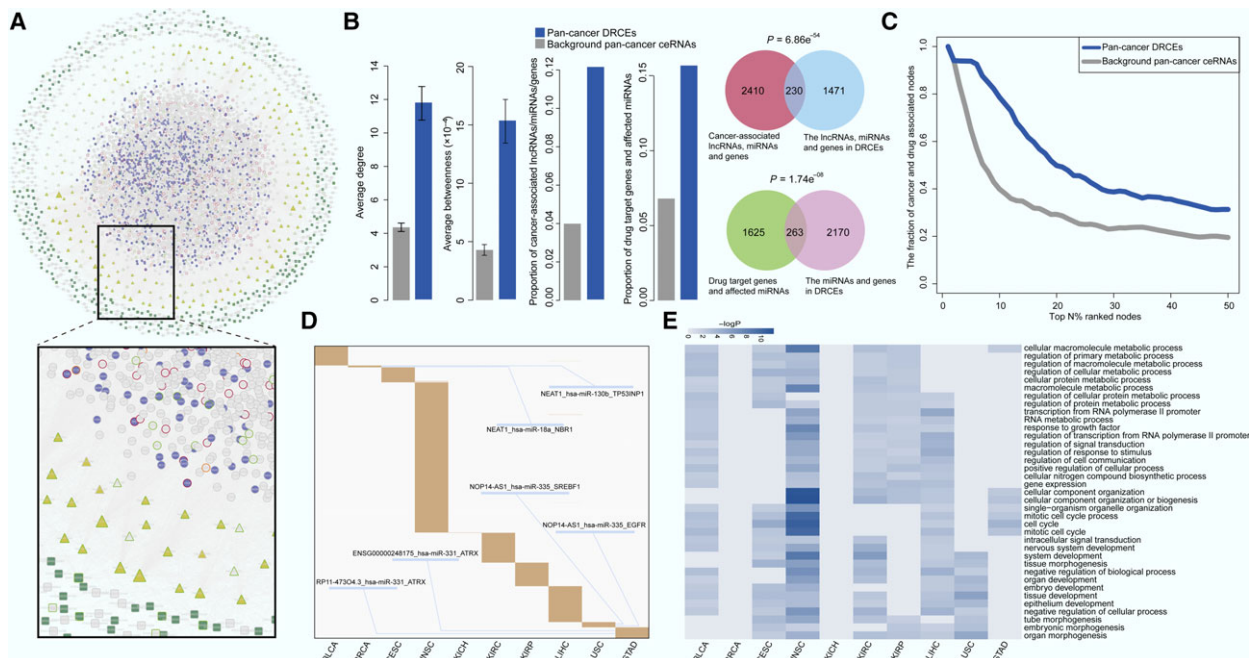 A
B
Pan-cancer DRCEs
Background pan-cancer ceRNAs
Average degree
0 2 4 6 8 10 12 14
Average betweenness (×10⁻⁴)
0 5 10 15 20
Proportion of cancer-associated lncRNAs/miRNAs/genes
0.00 0.02 0.04 0.06 0.08 0.10 0.12
Proportion of drug target genes and affected miRNAs
0.00 0.05 0.10 0.15
P = 6.86e⁻⁵⁴
2410 230 1471
Cancer-associated lncRNAs, miRNAs and genes
The lncRNAs, miRNAs and genes in DRCEs
P = 1.74e⁻⁰⁸
1625 263 2170
Drug target genes and affected miRNAs
The miRNAs and genes in DRCEs
C
Pan-cancer DRCEs
Background pan-cancer ceRNAs
The fraction of cancer and drug associated nodes
0.0 0.2 0.4 0.6 0.8 1.0
0 10 20 30 40 50
Top N% ranked nodes
D
NEAT1_hsa-miR-130b_TP53INP1
NEAT1_hsa-miR-18a_NBR1
NOP14-AS1_hsa-miR-335_SREBF1
NOP14-AS1_hsa-miR-335_EGFR
ENSG00000248175_hsa-miR-331_ATRX
RP11-473O4.3_hsa-miR-331_ATRX
E
−logP
0 2 4 6 8 10
cellular macromolecule metabolic process
regulation of primary metabolic process
regulation of macromolecule metabolic process
regulation of cellular metabolic process
cellular protein metabolic process
macromolecule metabolic process
regulation of cellular protein metabolic process
regulation of protein metabolic process
transcription from RNA polymerase II promoter
RNA metabolic process
response to growth factor
regulation of transcription from RNA polymerase II promoter
regulation of signal transduction
regulation of response to stimulus
regulation of cell communication
positive regulation of cellular process
cellular nitrogen compound biosynthetic process
gene expression
cellular component organization
cellular component organization or biogenesis
single-organism organelle organization
mitotic cell cycle process
cell cycle
mitotic cell cycle
intracellular signal transduction
nervous system development
system development
tissue morphogenesis
negative regulation of biological process
organ development
embryo development
tissue development
epithelium development
negative regulation of cellular process
tube morphogenesis
embryonic morphogenesis
organ morphogenesis